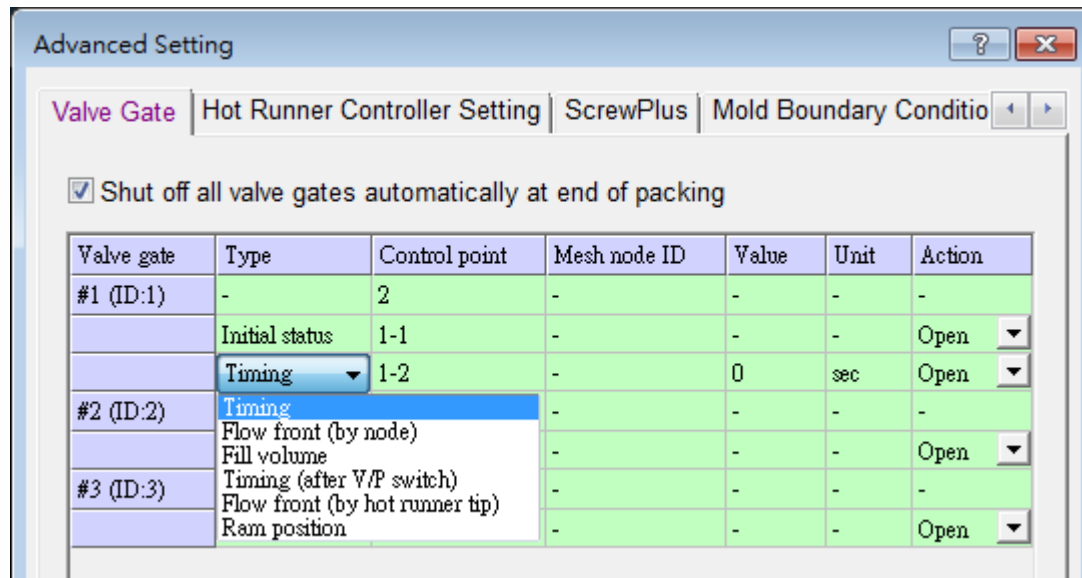 Advanced Setting
Valve Gate Hot Runner Controller Setting ScrewPlus Mold Boundary Conditio
Shut off all valve gates automatically at end of packing
Valve gate Type Control point Mesh node ID Value Unit Action
#1 (ID:1) - 2 - - - -
Initial status 1-1 - - - Open
Timing 1-2 - 0 sec Open
#2 (ID:2) - - - -
Timing
Flow front (by node)
Fill volume
- - - Open
Timing (after V/P switch)
#3 (ID:3) - - - -
Flow front (by hot runner tip)
Ram position
- - - Open